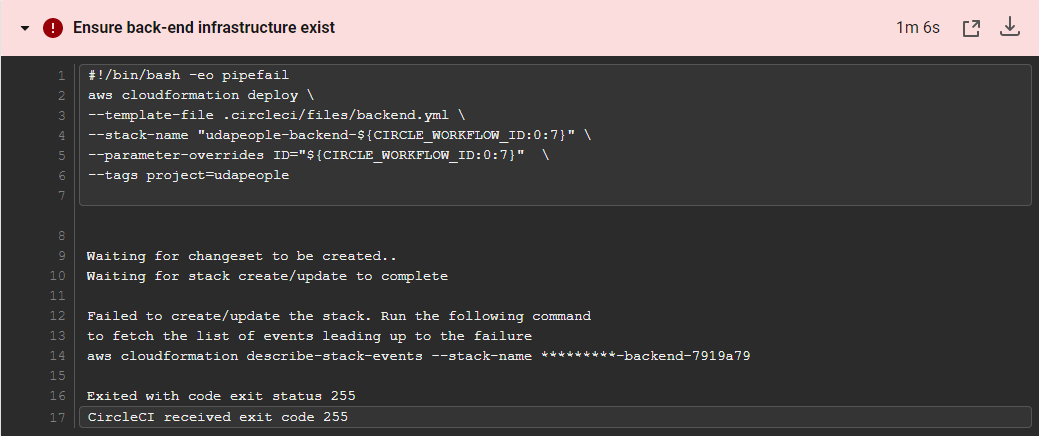 Ensure back-end infrastructure exist
1m 6s
1 #!/bin/bash -eo pipefail
2 aws cloudformation deploy \
3 --template-file .circleci/files/backend.yml \
4 --stack-name "udapeople-backend-${CIRCLE_WORKFLOW_ID:0:7}" \
5 --parameter-overrides ID="${CIRCLE_WORKFLOW_ID:0:7}"  \
6 --tags project=udapeople
7
8
9 Waiting for changeset to be created..
10 Waiting for stack create/update to complete
11
12 Failed to create/update the stack. Run the following command
13 to fetch the list of events leading up to the failure
14 aws cloudformation describe-stack-events --stack-name *********-backend-7919a79
15
16 Exited with code exit status 255
17 CircleCI received exit code 255